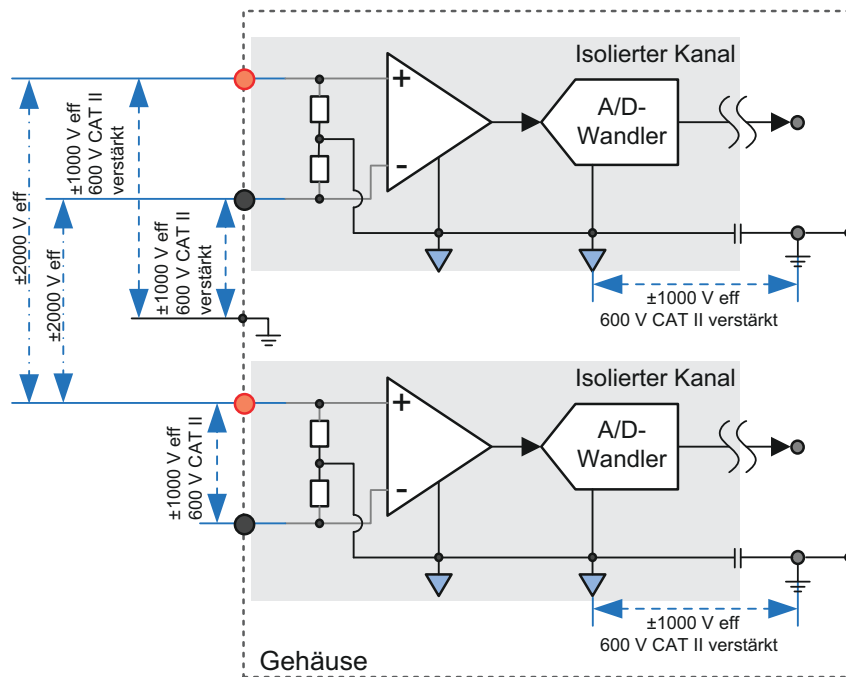 Isolierter Kanal
+
-
A/D-
Wandler
±2000 V eff
±2000 V eff
±1000 V eff
600 V CAT II
verstärkt
±1000 V eff
600 V CAT II
verstärkt
±1000 V eff
600 V CAT II verstärkt
Isolierter Kanal
+
-
A/D-
Wandler
±1000 V eff
600 V CAT II
±1000 V eff
600 V CAT II verstärkt
Gehäuse